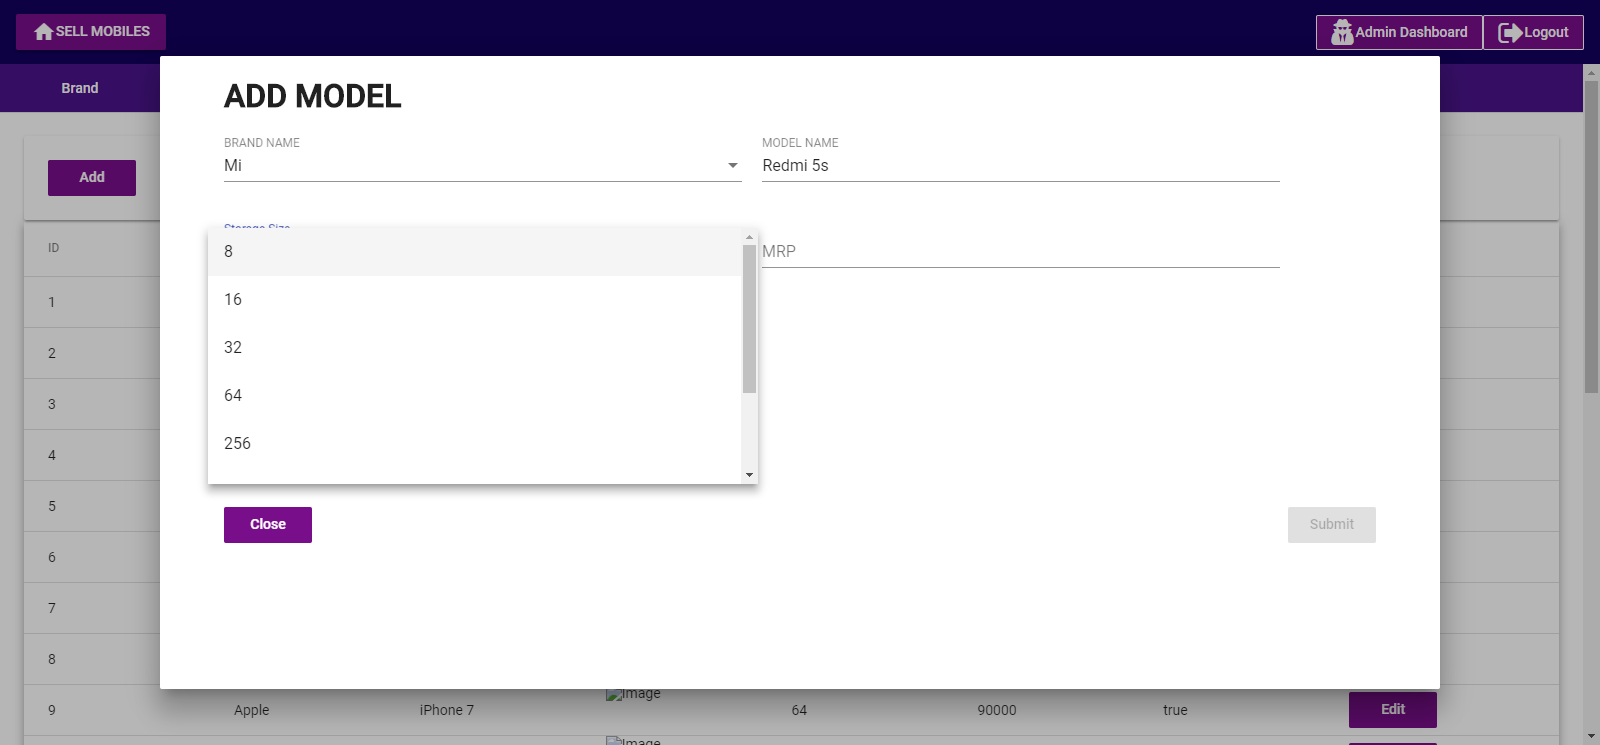 SELL MOBILES
Admin Dashboard
Logout
Brand
ADD MODEL
BRAND NAME
Mi
MODEL NAME
Redmi 5s
Add
Storage Size
ID
8
MRP
16
32
64
256
1
2
3
4
5
6
7
8
Close
Submit
9 Apple iPhone 7 Image 64 90000 true Edit
Image